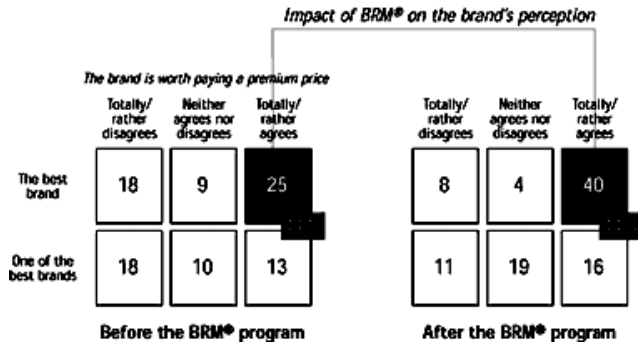 Impact of BRM® on the brand's perception
The brand is worth paying a premium price
Totally/ Neither Totally/ Totally/ Neither Totally/
rather agrees nor rather rather agrees nor rather
disagrees disagrees agrees disagrees disagrees agrees
The best 18 9 25 8 4 40
brand
One of the 18 10 13 11 19 16
best brands
Before the BRM® program After the BRM® program